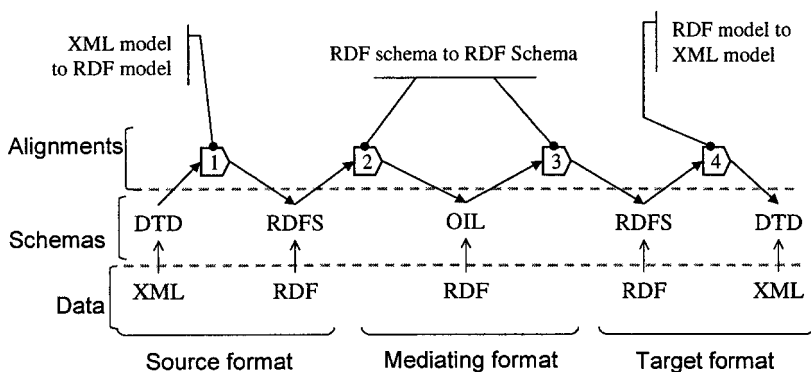 XML model
to RDF model
RDF schema to RDF Schema
RDF model to
XML model
Alignments
1
2
3
4
Schemas
DTD
RDFS
OIL
RDFS
DTD
Data
XML
RDF
RDF
RDF
XML
Source format
Mediating format
Target format